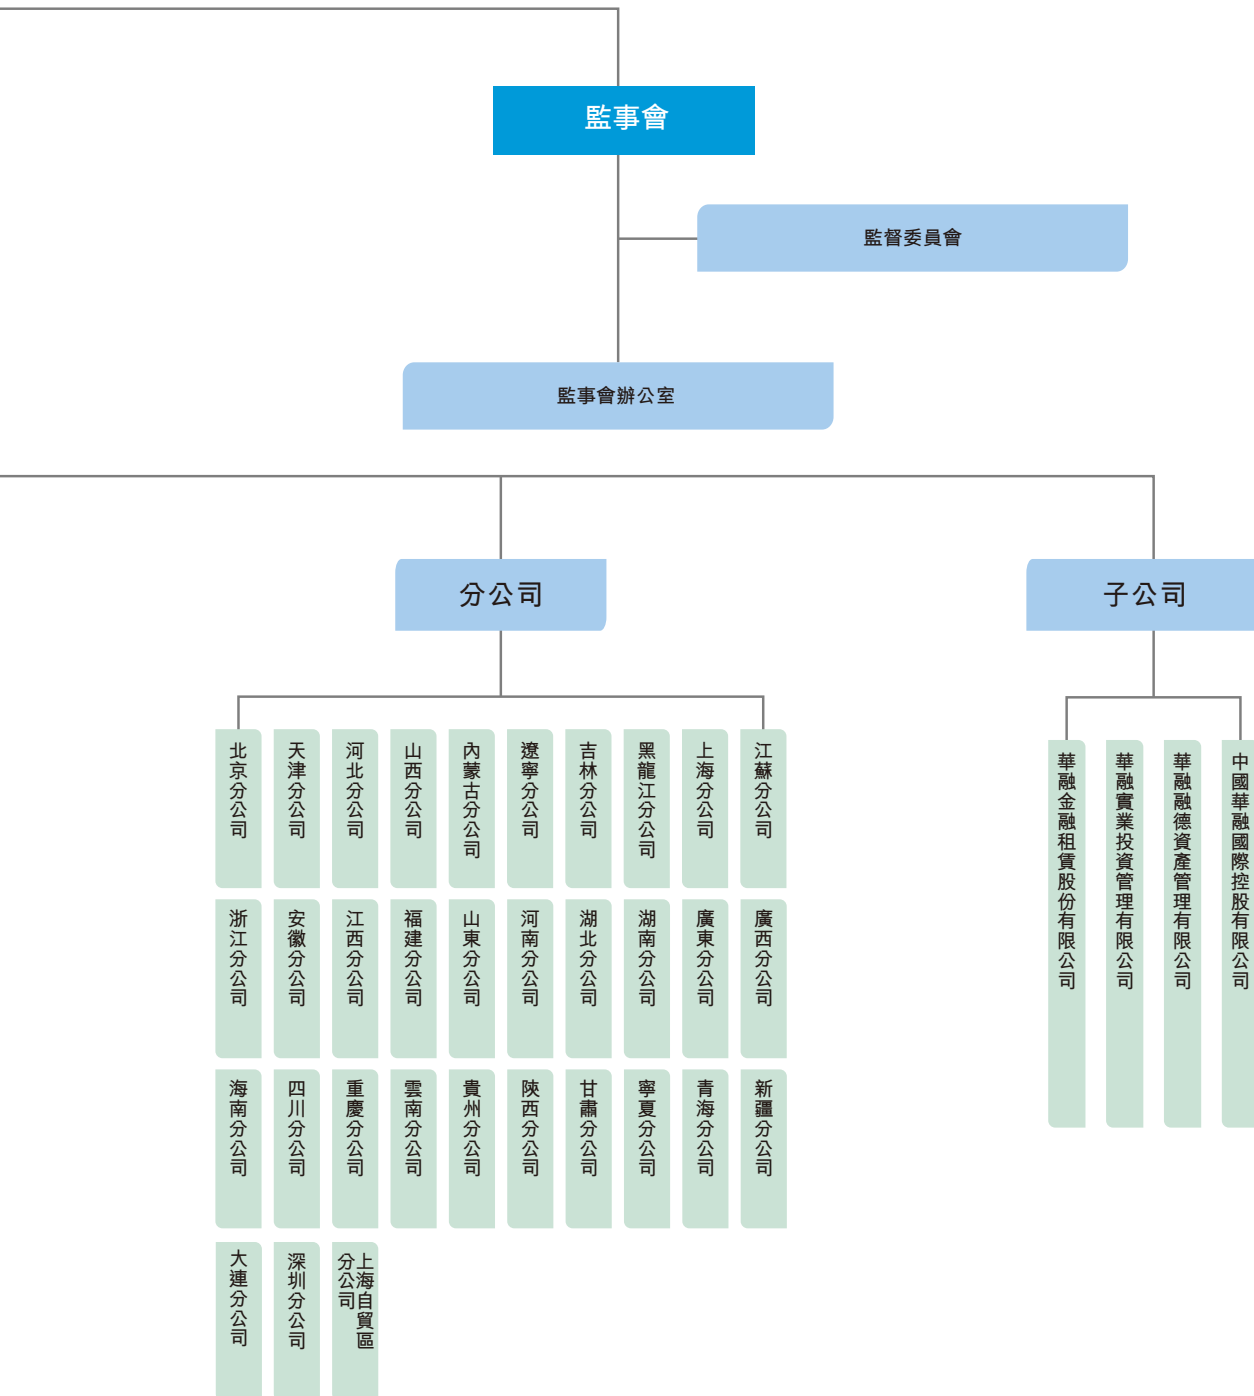 監事會
監督委員會
監事會辦公室
分公司
子公司
北京分公司
天津分公司
河北分公司
山西分公司
內蒙古分公司
遼寧分公司
吉林分公司
黑龍江分公司
上海分公司
江蘇分公司
浙江分公司
安徽分公司
江西分公司
福建分公司
山東分公司
河南分公司
湖北分公司
湖南分公司
廣東分公司
廣西分公司
海南分公司
四川分公司
重慶分公司
雲南分公司
貴州分公司
陝西分公司
甘肅分公司
寧夏分公司
青海分公司
新疆分公司
大連分公司
深圳分公司
上海自貿區
分公司
華融金融租賃股份有限公司
華融實業投資管理有限公司
華融融德資產管理有限公司
中國華融國際控股有限公司